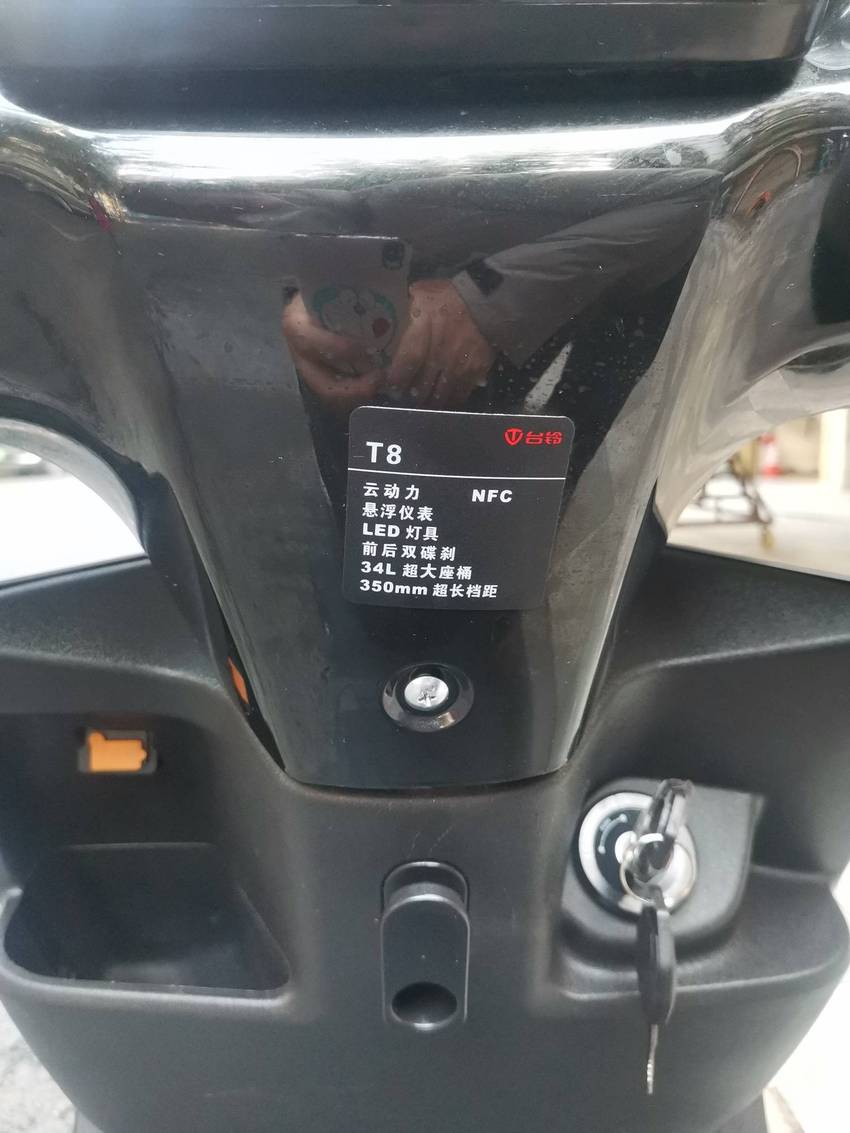 台铃
T8
云动力 NFC
悬浮仪表
LED 灯具
前后双碟刹
34L 超大座桶
350mm 超长档距